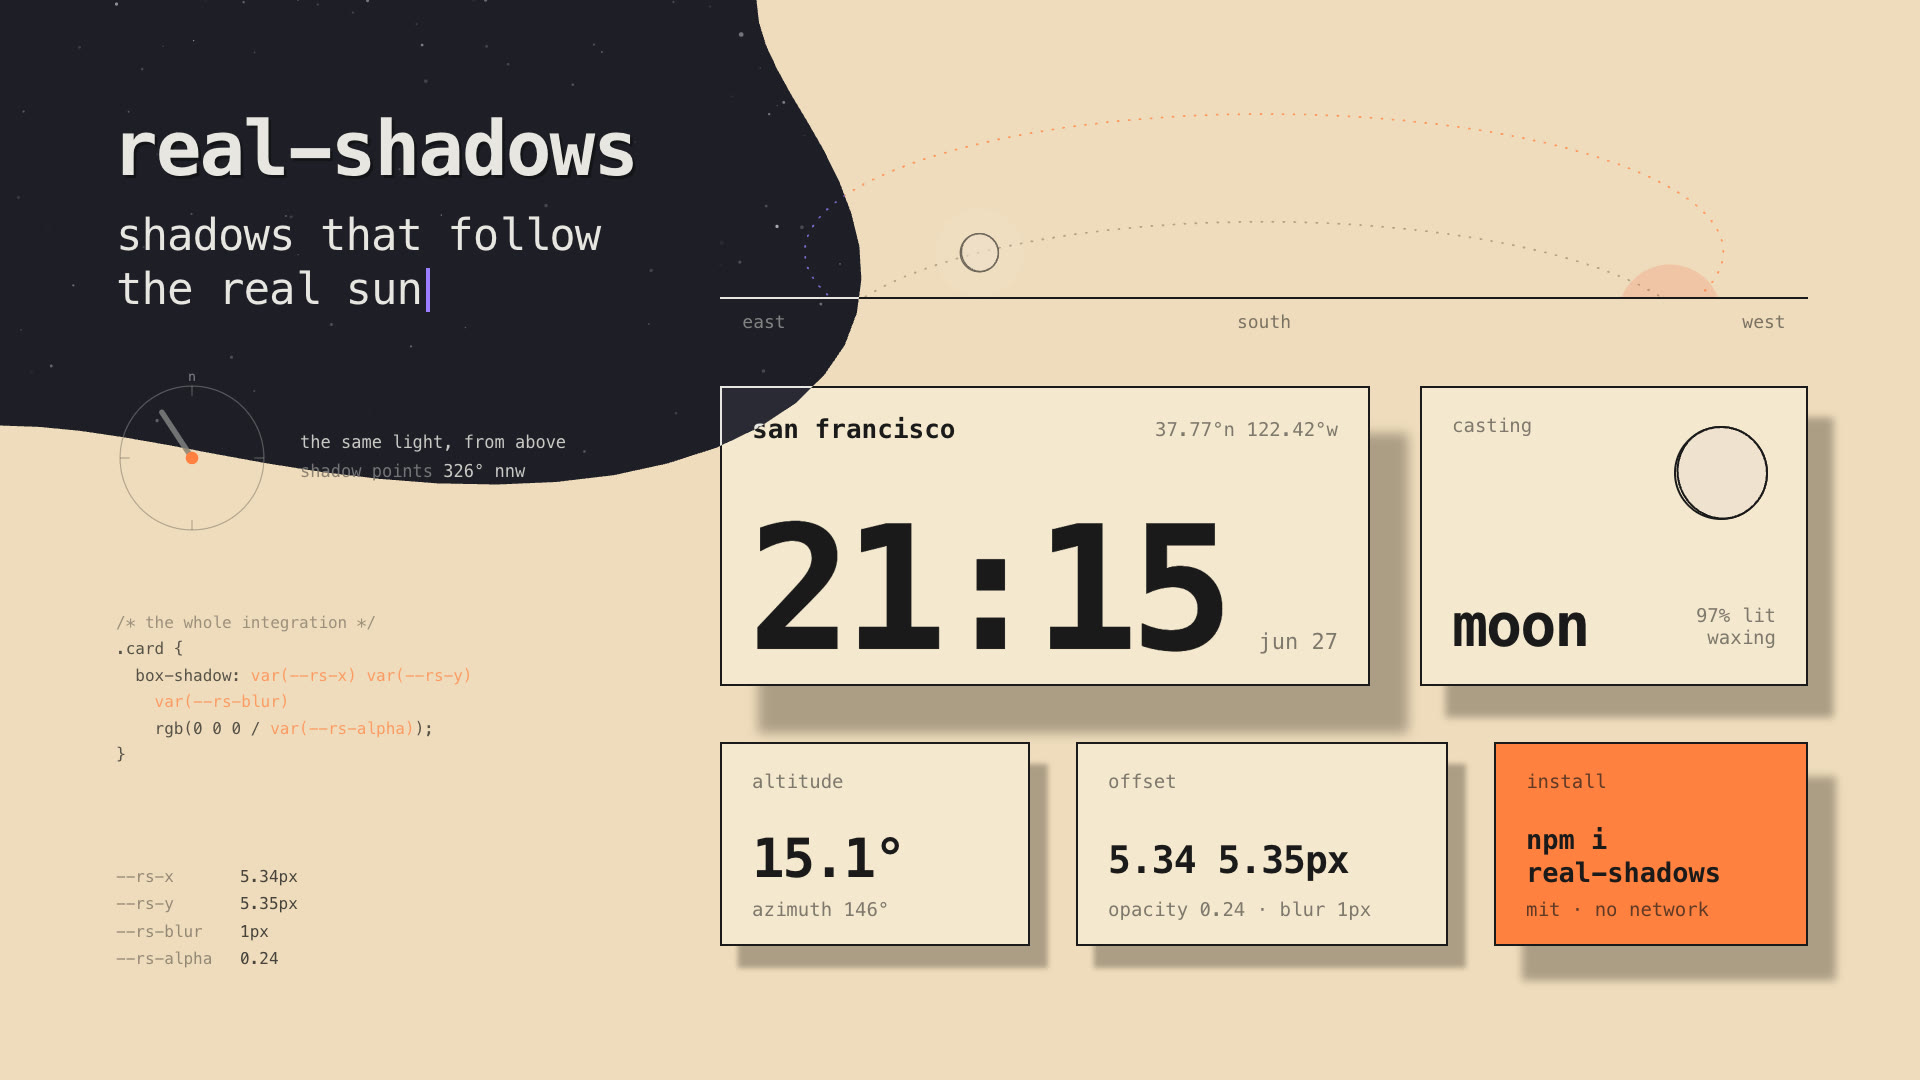 real-shadows
shadows that follow
the real sun
n
the same light, from above
shadow points 326° nnw
/* the whole integration */
.card {
  box-shadow: var(--rs-x) var(--rs-y)
    var(--rs-blur)
    rgb(0 0 0 / var(--rs-alpha));
}
--rs-x 5.34px
--rs-y 5.35px
--rs-blur 1px
--rs-alpha 0.24
east south west
san francisco 37.77°n 122.42°w
21:15 jun 27
casting
moon
97% lit
waxing
altitude
15.1°
azimuth 146°
offset
5.34 5.35px
opacity 0.24 · blur 1px
install
npm i
real-shadows
mit · no network